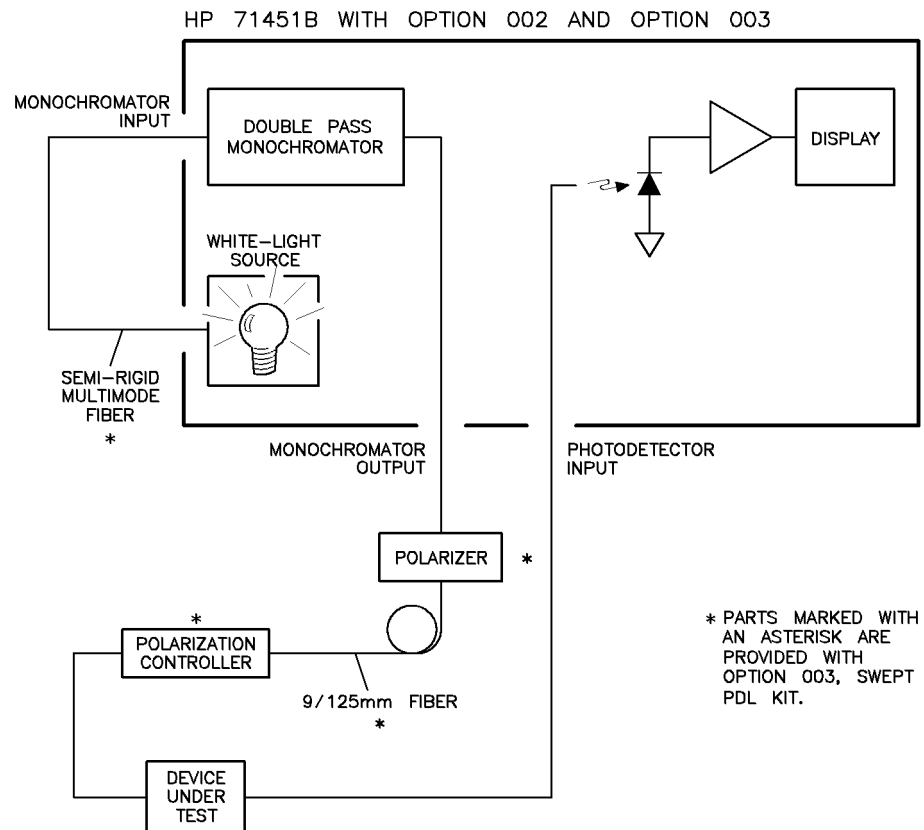 HP 71451B WITH OPTION 002 AND OPTION 003
MONOCHROMATOR
INPUT
DOUBLE PASS
MONOCHROMATOR
DISPLAY
WHITE-LIGHT
SOURCE
SEMI-RIGID
MULTIMODE
FIBER
*
MONOCHROMATOR
OUTPUT
PHOTODETECTOR
INPUT
POLARIZER
*
*
POLARIZATION
CONTROLLER
9/125mm FIBER
*
* PARTS MARKED WITH
AN ASTERISK ARE
PROVIDED WITH
OPTION 003, SWEPT
PDL KIT.
DEVICE
UNDER
TEST